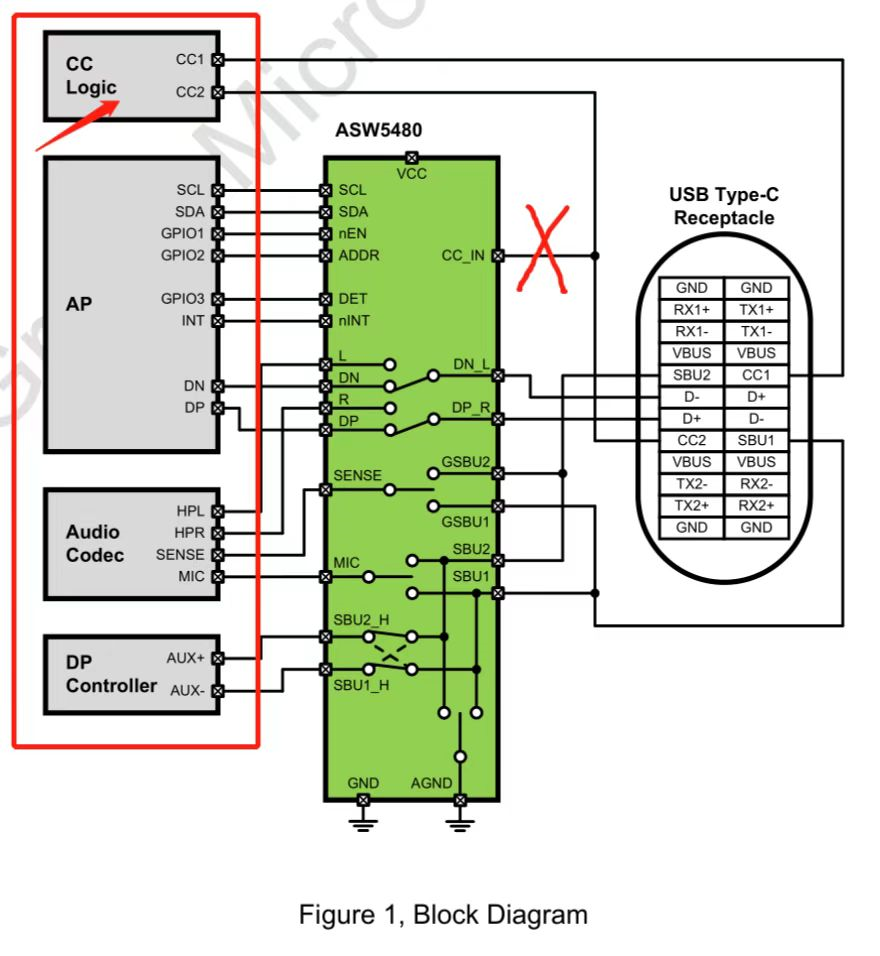 Micro
CC
Logic
CC1
CC2
ASW5480
VCC
AP
SCL
SDA
GPIO1
GPIO2
GPIO3
INT
DN
DP
SCL
SDA
nEN
ADDR
DET
nINT
L
DN
R
DP
SENSE
MIC
SBU2_H
SBU1_H
GND
AGND
CC_IN
DN_L
DP_R
GSBU2
GSBU1
SBU2
SBU1
Audio
Codec
HPL
HPR
SENSE
MIC
DP
Controller
AUX+
AUX-
USB Type-C
Receptacle
GND GND
RX1+ TX1+
RX1- TX1-
VBUS VBUS
SBU2 CC1
D- D+
D+ D-
CC2 SBU1
VBUS VBUS
TX2- RX2-
TX2+ RX2+
GND GND
Figure 1, Block Diagram